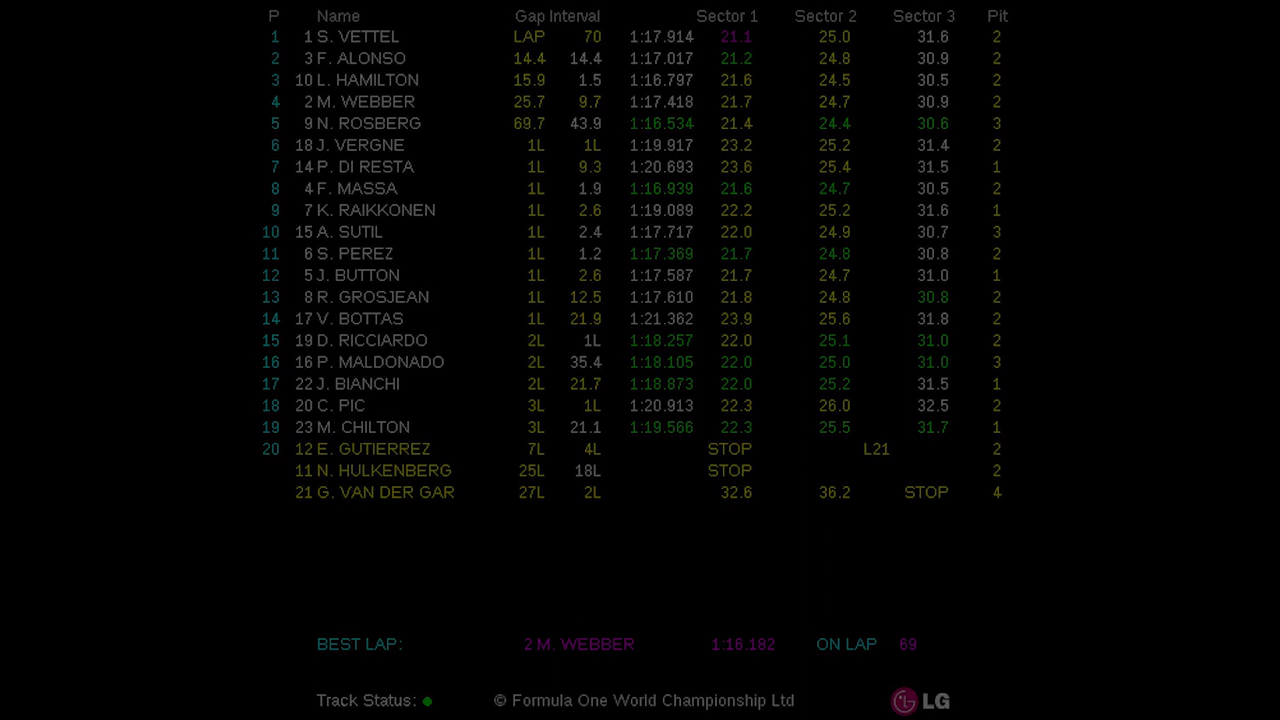 P Name Gap Interval Sector 1 Sector 2 Sector 3 Pit
1 1 S. VETTEL LAP 70 1:17.914 21.1 25.0 31.6 2
2 3 F. ALONSO 14.4 14.4 1:17.017 21.2 24.8 30.9 2
3 10 L. HAMILTON 15.9 1.5 1:16.797 21.6 24.5 30.5 2
4 2 M. WEBBER 25.7 9.7 1:17.418 21.7 24.7 30.9 2
5 9 N. ROSBERG 69.7 43.9 1:16.534 21.4 24.4 30.6 3
6 18 J. VERGNE 1L 1L 1:19.917 23.2 25.2 31.4 2
7 14 P. DI RESTA 1L 9.3 1:20.693 23.6 25.4 31.5 1
8 4 F. MASSA 1L 1.9 1:16.939 21.6 24.7 30.5 2
9 7 K. RAIKKONEN 1L 2.6 1:19.089 22.2 25.2 31.6 1
10 15 A. SUTIL 1L 2.4 1:17.717 22.0 24.9 30.7 3
11 6 S. PEREZ 1L 1.2 1:17.369 21.7 24.8 30.8 2
12 5 J. BUTTON 1L 2.6 1:17.587 21.7 24.7 31.0 1
13 8 R. GROSJEAN 1L 12.5 1:17.610 21.8 24.8 30.8 2
14 17 V. BOTTAS 1L 21.9 1:21.362 23.9 25.6 31.8 2
15 19 D. RICCIARDO 2L 1L 1:18.257 22.0 25.1 31.0 2
16 16 P. MALDONADO 2L 35.4 1:18.105 22.0 25.0 31.0 3
17 22 J. BIANCHI 2L 21.7 1:18.873 22.0 25.2 31.5 1
18 20 C. PIC 3L 1L 1:20.913 22.3 26.0 32.5 2
19 23 M. CHILTON 3L 21.1 1:19.566 22.3 25.5 31.7 1
20 12 E. GUTIERREZ 7L 4L STOP L21 2
11 N. HULKENBERG 25L 18L STOP 2
21 G. VAN DER GAR 27L 2L 32.6 36.2 STOP 4
BEST LAP: 2 M. WEBBER 1:16.182 ON LAP 69
Track Status: © Formula One World Championship Ltd LG